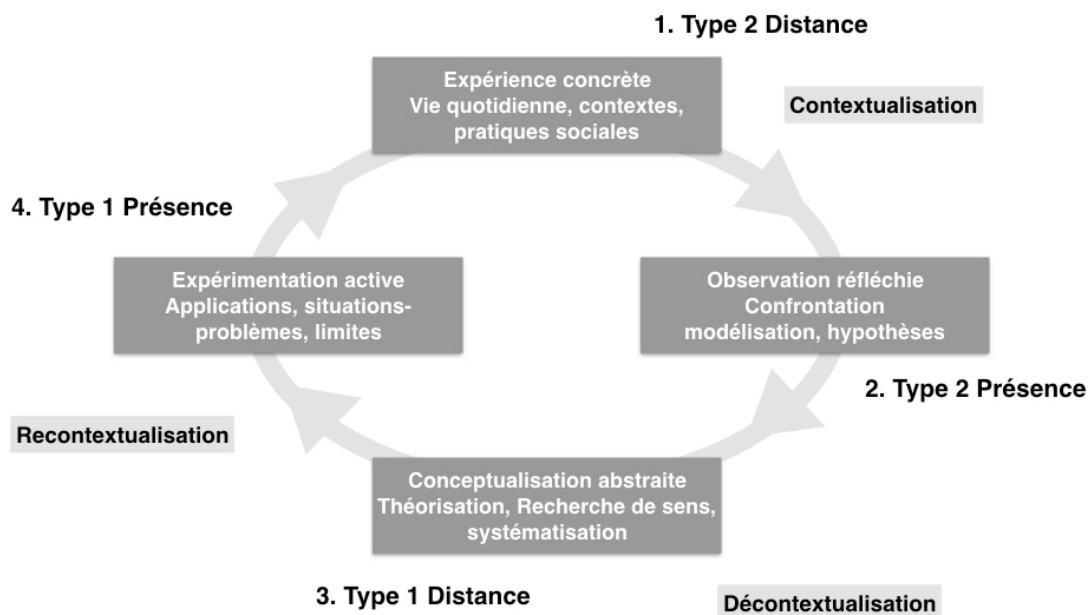 1. Type 2 Distance
Expérience concrète
Vie quotidienne, contextes,
pratiques sociales
Contextualisation
4. Type 1 Présence
Expérimentation active
Applications, situations-
problèmes, limites
Observation réfléchie
Confrontation
modélisation, hypothèses
2. Type 2 Présence
Recontextualisation
Conceptualisation abstraite
Théorisation, Recherche de sens,
systématisation
3. Type 1 Distance
Décontextualisation